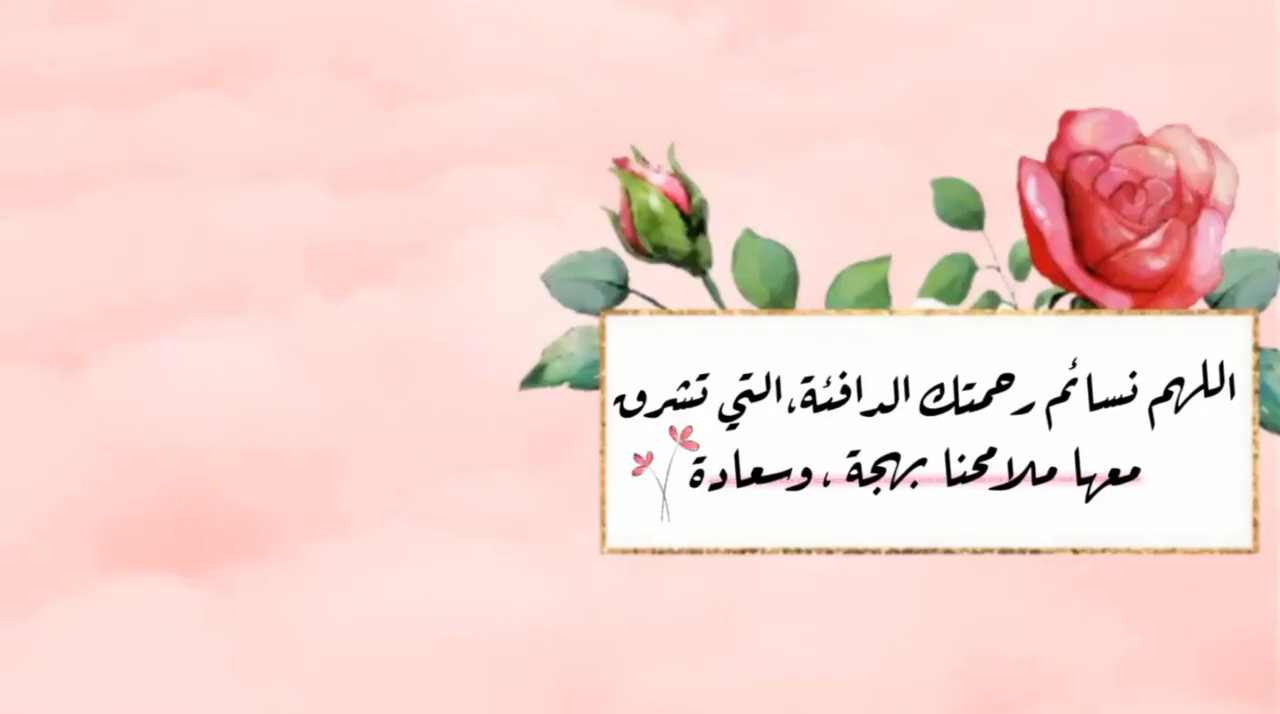 اللهم نسائم رحمتك الدافئة،التي تشرق
معها ملامحنا بهجة ، وسعادة